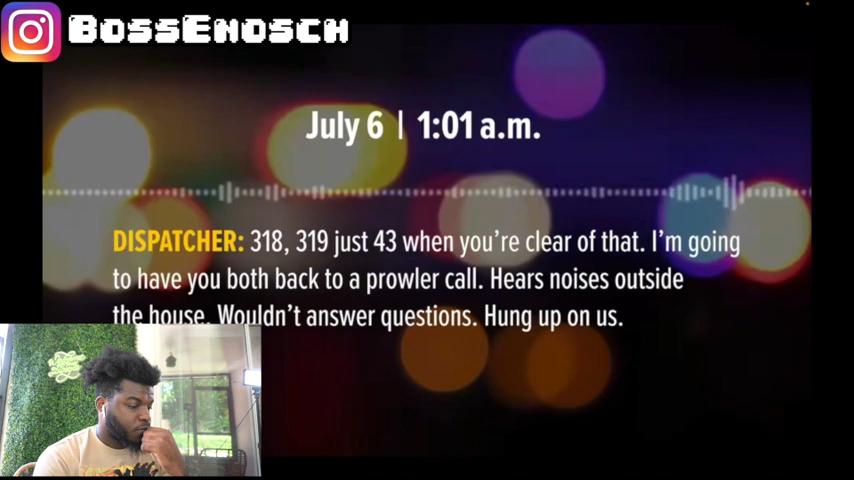 BossEnosch
July 6 | 1:01 a.m.
DISPATCHER: 318, 319 just 43 when you're clear of that. I'm going
to have you both back to a prowler call. Hears noises outside
the house. Wouldn't answer questions. Hung up on us.